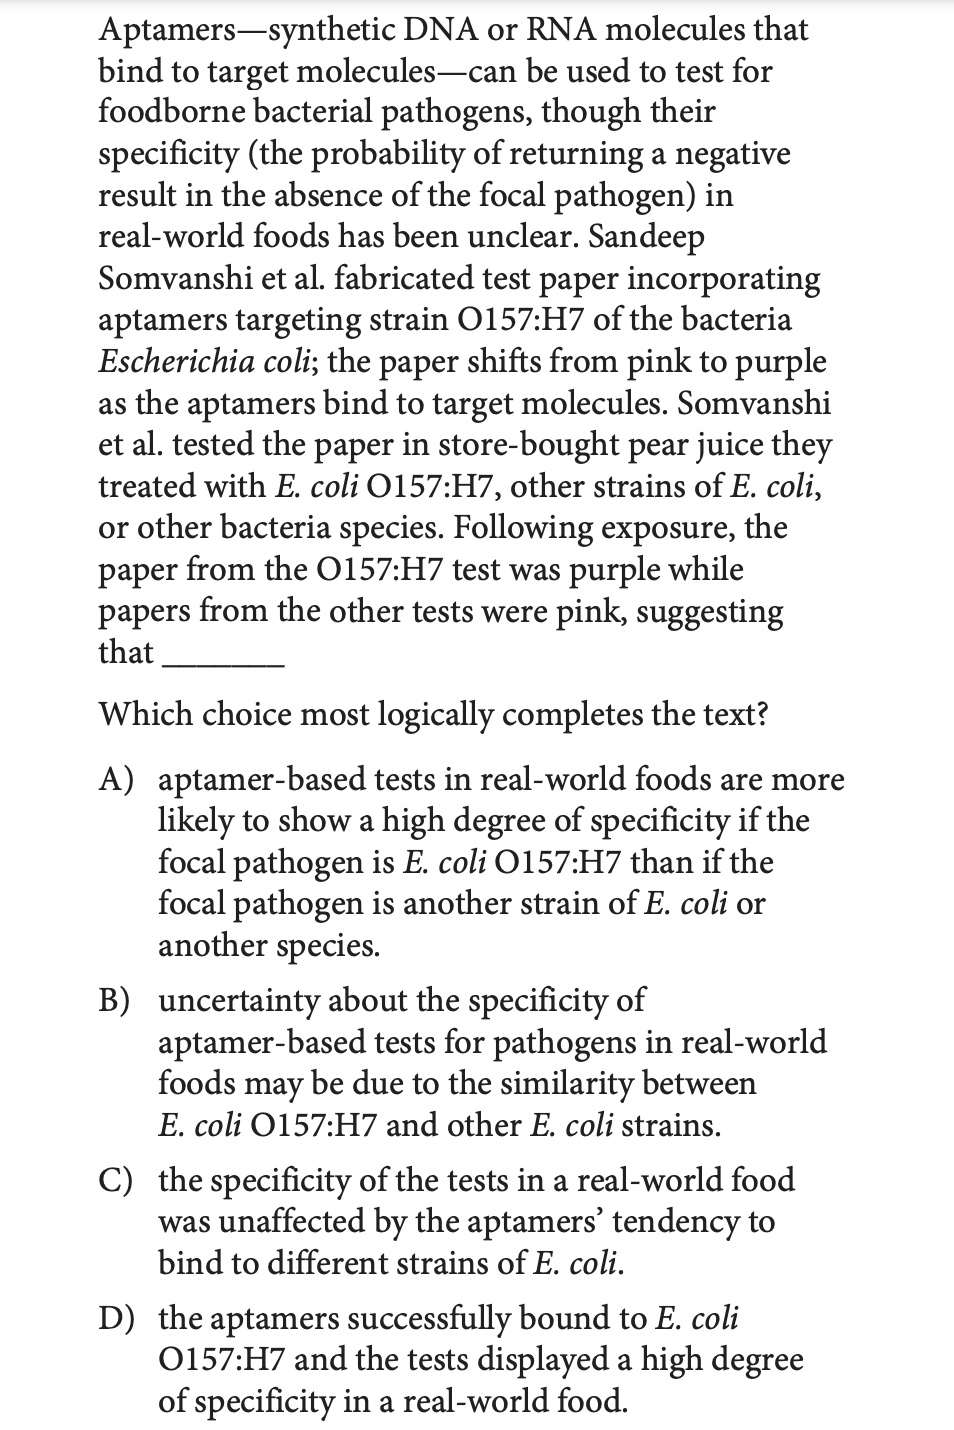 Aptamers—synthetic DNA or RNA molecules that
bind to target molecules—can be used to test for
foodborne bacterial pathogens, though their
specificity (the probability of returning a negative
result in the absence of the focal pathogen) in
real-world foods has been unclear. Sandeep
Somvanshi et al. fabricated test paper incorporating
aptamers targeting strain O157:H7 of the bacteria
Escherichia coli; the paper shifts from pink to purple
as the aptamers bind to target molecules. Somvanshi
et al. tested the paper in store-bought pear juice they
treated with E. coli O157:H7, other strains of E. coli,
or other bacteria species. Following exposure, the
paper from the O157:H7 test was purple while
papers from the other tests were pink, suggesting
that _______
Which choice most logically completes the text?
A) aptamer-based tests in real-world foods are more
likely to show a high degree of specificity if the
focal pathogen is E. coli O157:H7 than if the
focal pathogen is another strain of E. coli or
another species.
B) uncertainty about the specificity of
aptamer-based tests for pathogens in real-world
foods may be due to the similarity between
E. coli O157:H7 and other E. coli strains.
C) the specificity of the tests in a real-world food
was unaffected by the aptamers’ tendency to
bind to different strains of E. coli.
D) the aptamers successfully bound to E. coli
O157:H7 and the tests displayed a high degree
of specificity in a real-world food.